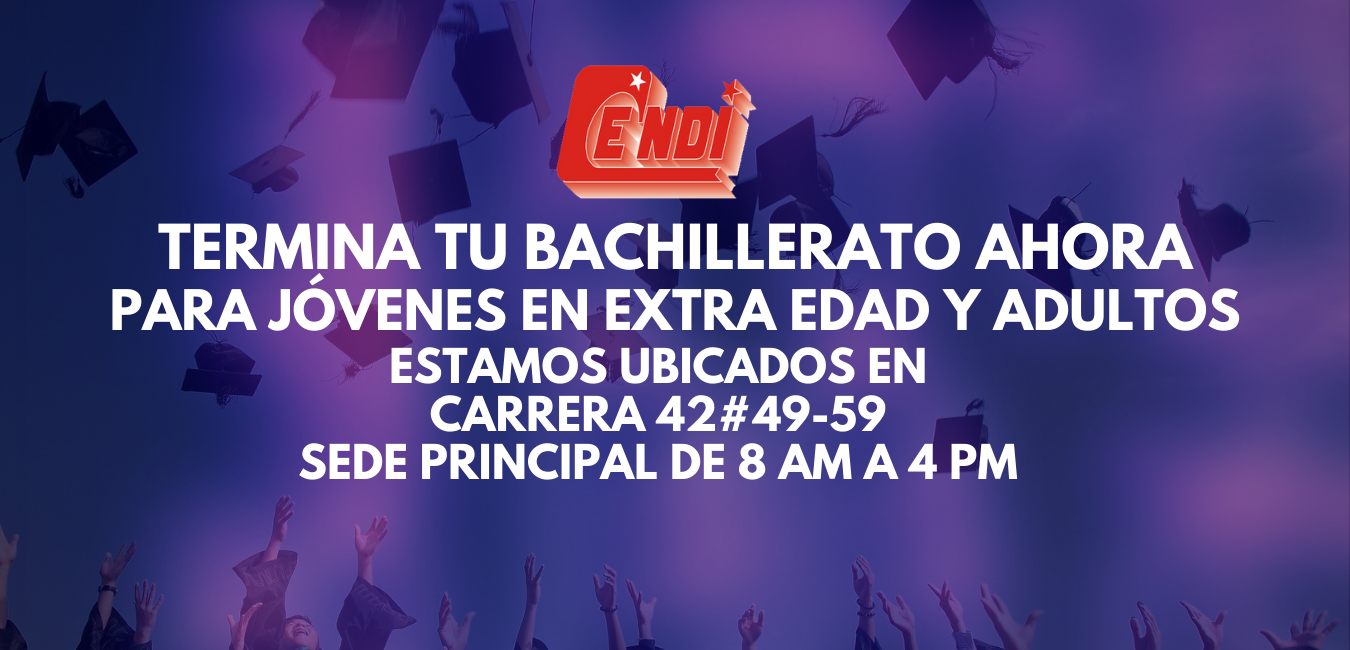 CENDI
TERMINA TU BACHILLERATO AHORA
PARA JÓVENES EN EXTRA EDAD Y ADULTOS
ESTAMOS UBICADOS EN
CARRERA 42#49-59
SEDE PRINCIPAL DE 8 AM A 4 PM